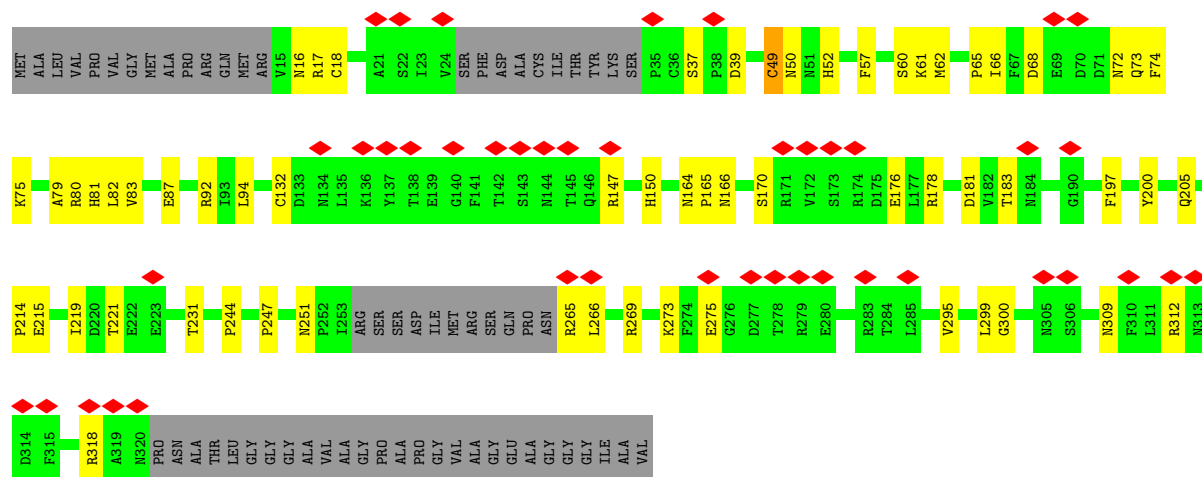 MET ALA LEU VAL PRO VAL GLY MET ALA PRO ARG GLN MET ARG V15 N16 R17 C18 A21 S22 I23 V24 SER PHE ASP ALA CYS ILE THR TYR LYS SER P35 C36 S37 P38 D39 C49 N50 N51 H52 F57 S60 K61 M62 P65 I66 F67 D68 E69 D70 D71 N72 Q73 F74
K75 A79 R80 H81 L82 V83 E87 R92 I93 L94 C132 D133 N134 L135 K136 Y137 T138 E139 G140 F141 T142 S143 N144 T145 Q146 R147 H150 N164 P165 N166 S170 R171 V172 S173 R174 D175 E176 L177 R178 D181 V182 T183 N184 G190 F197 Y200 Q205
P214 E215 I219 D220 T221 E222 E223 T231 P244 P247 N251 P252 I253 ARG SER SER ASP ILE MET ARG SER GLN PRO ASN R265 L266 R269 K273 F274 E275 G276 D277 T278 R279 E280 R283 T284 L285 V295 L299 G300 N305 S306 N309 F310 L311 R312 N313
D314 F315 R318 A319 N320 PRO ASN ALA THR LEU GLY GLY GLY ALA VAL ALA GLY PRO ALA PRO GLY VAL ALA GLY GLU ALA GLY GLY GLY ILE ALA VAL